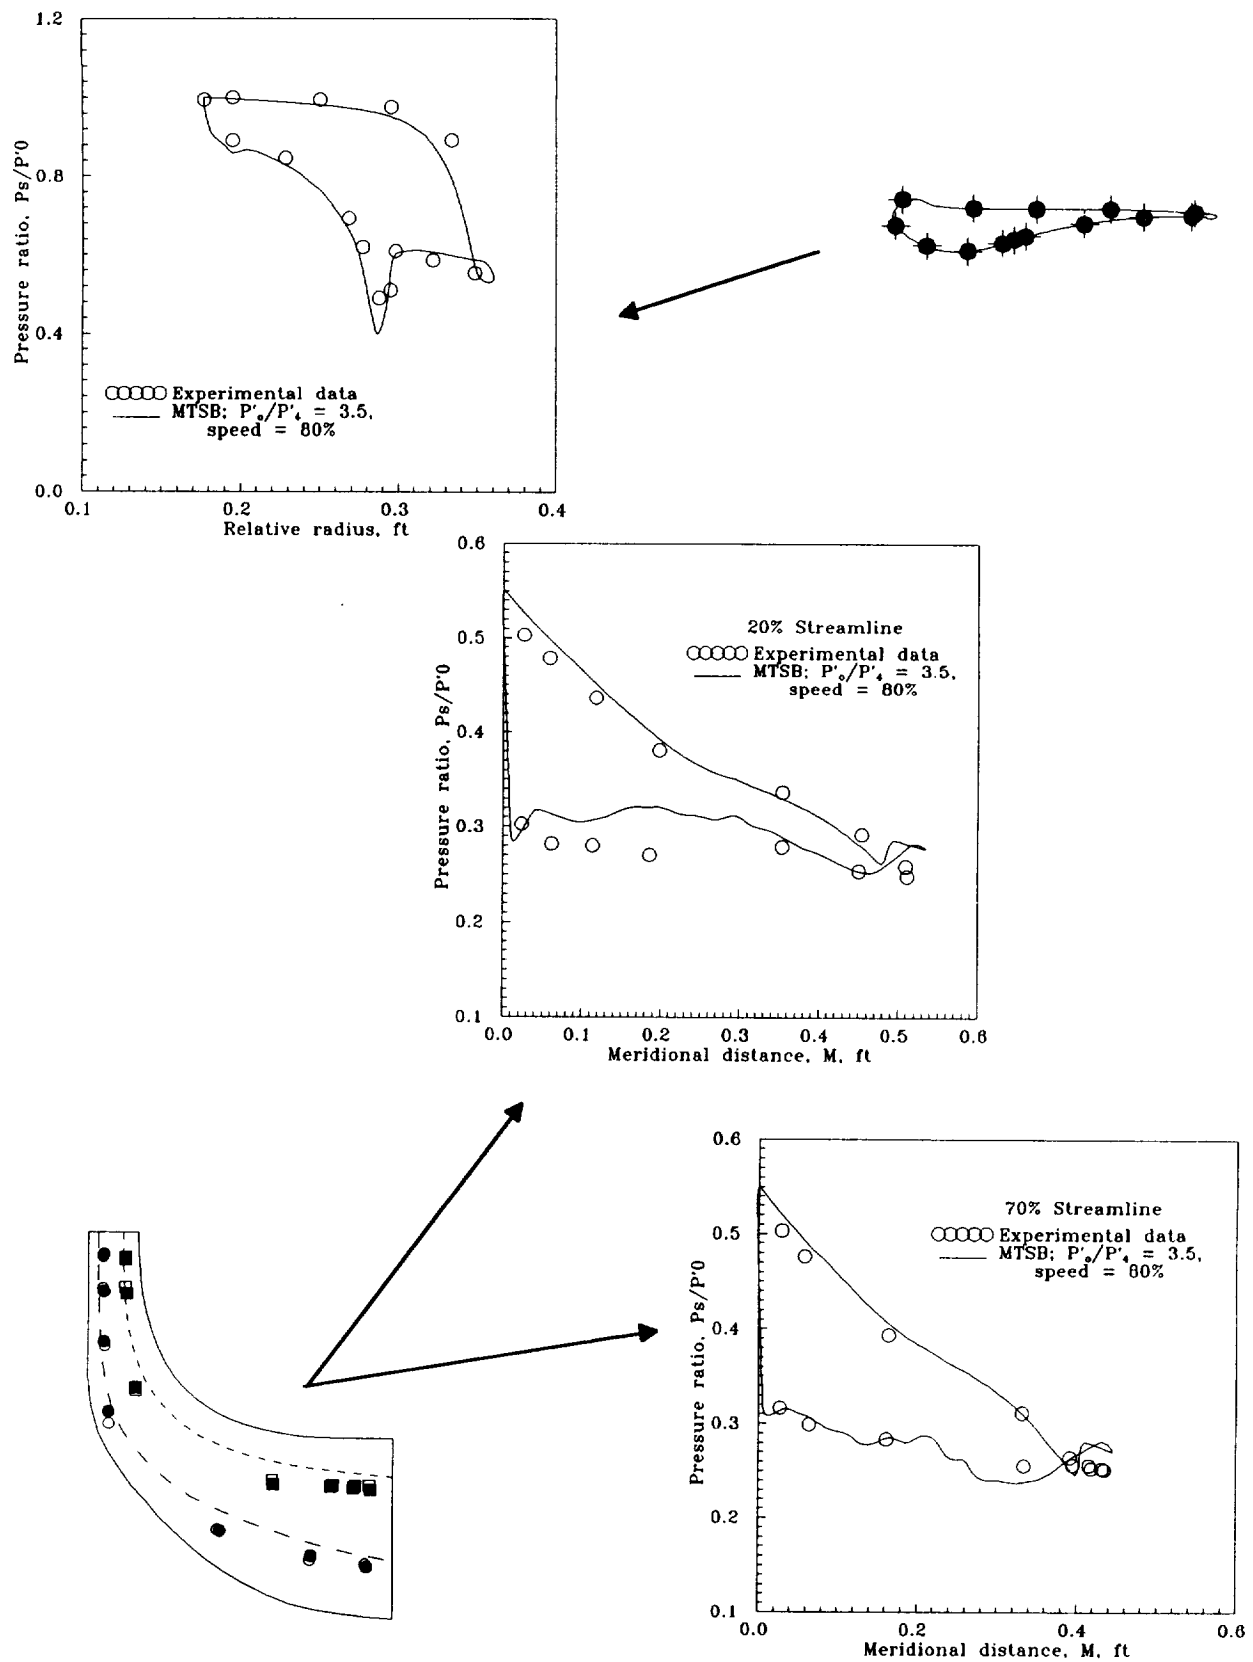 1.2
1.0
0.8
0.6
0.4
0.2
0.0
Pressure ratio, Ps/P'0
Experimental data
MTSB; P'₀/P'₄ = 3.5,
speed = 80%
0.1 0.2 0.3 0.4
Relative radius, ft
0.6
0.5
0.4
0.3
0.2
0.1
Pressure ratio, Ps/P'0
20% Streamline
Experimental data
MTSB; P'₀/P'₄ = 3.5,
speed = 80%
0.0 0.1 0.2 0.3 0.4 0.5 0.6
Meridional distance, M, ft
0.6
0.5
0.4
0.3
0.2
0.1
Pressure ratio, Ps/P'0
70% Streamline
Experimental data
MTSB; P'₀/P'₄ = 3.5,
speed = 80%
0.0 0.2 0.4 0.6
Meridional distance, M, ft